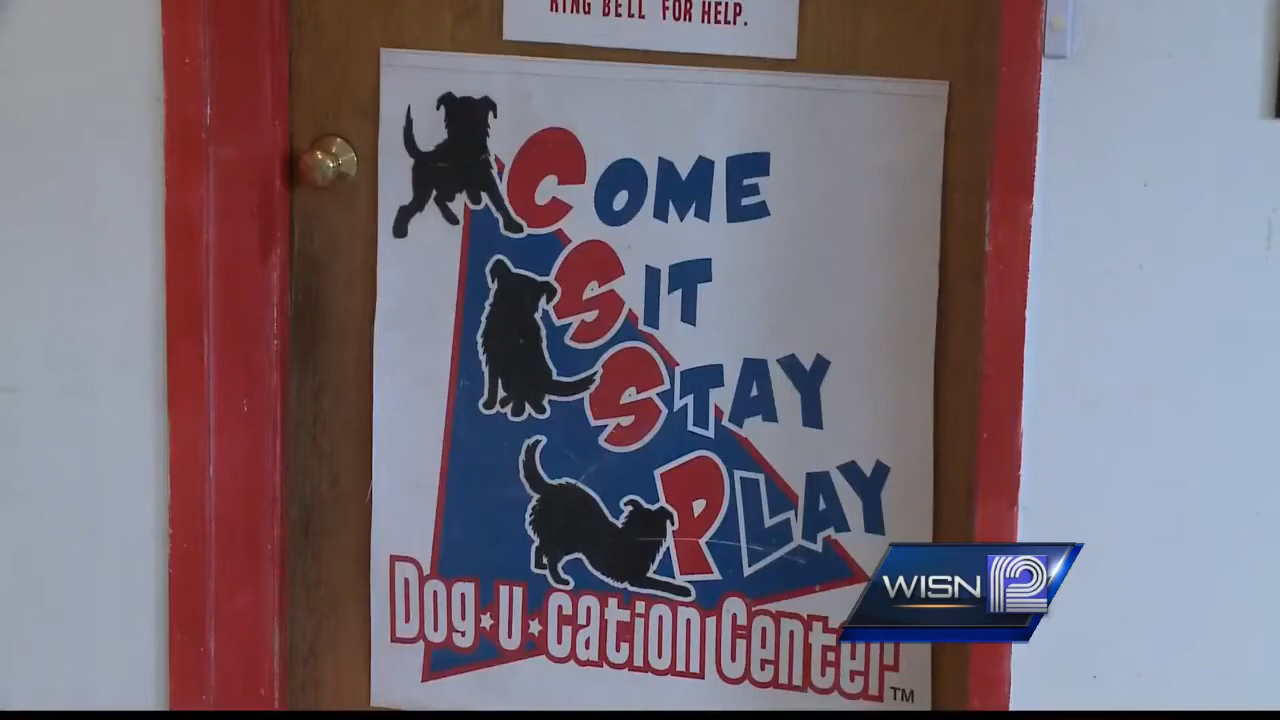 RING BELL FOR HELP.
COME
SIT
STAY
PLAY
Dog★U★cation Center
TM
WISN 12